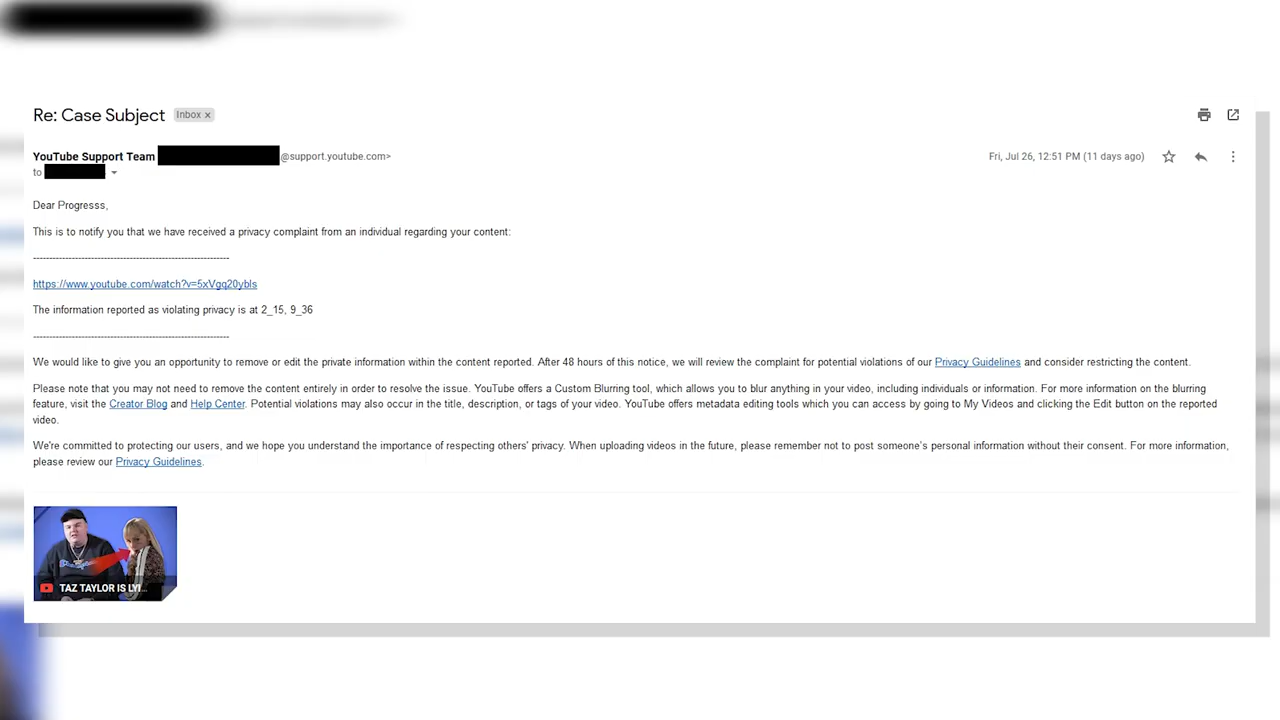 Re: Case Subject Inbox x
YouTube Support Team @support.youtube.com>
Fri, Jul 26, 12:51 PM (11 days ago)
to
Dear Progresss,
This is to notify you that we have received a privacy complaint from an individual regarding your content:
-------------------------------------------------------------
https://www.youtube.com/watch?v=5xVgq20ybls
The information reported as violating privacy is at 2_15, 9_36
-------------------------------------------------------------
We would like to give you an opportunity to remove or edit the private information within the content reported. After 48 hours of this notice, we will review the complaint for potential violations of our Privacy Guidelines and consider restricting the content.
Please note that you may not need to remove the content entirely in order to resolve the issue. YouTube offers a Custom Blurring tool, which allows you to blur anything in your video, including individuals or information. For more information on the blurring
feature, visit the Creator Blog and Help Center. Potential violations may also occur in the title, description, or tags of your video. YouTube offers metadata editing tools which you can access by going to My Videos and clicking the Edit button on the reported
video.
We're committed to protecting our users, and we hope you understand the importance of respecting others' privacy. When uploading videos in the future, please remember not to post someone's personal information without their consent. For more information,
please review our Privacy Guidelines.
TAZ TAYLOR IS LYI...